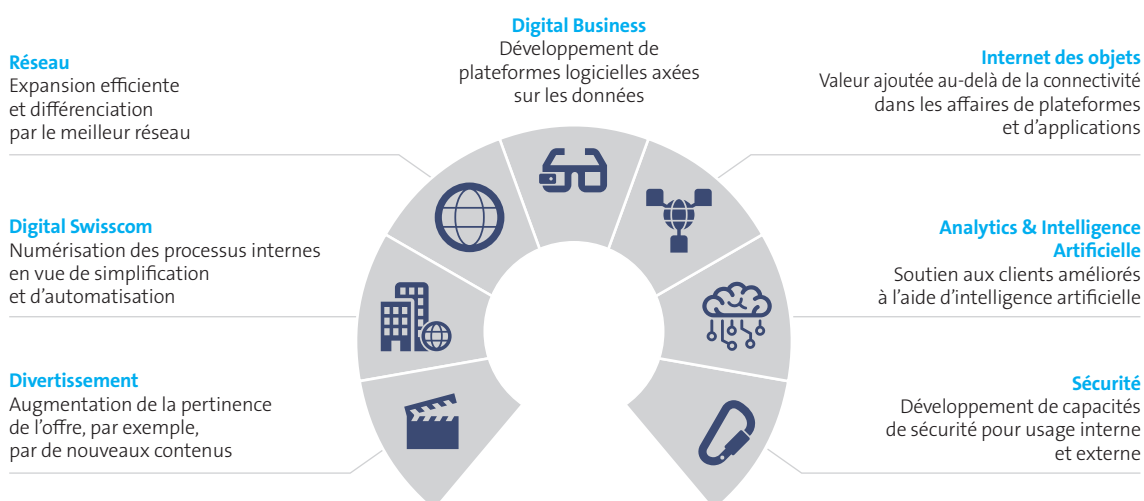 Digital Business
Développement de
plateformes logicielles axées
sur les données
Réseau
Expansion efficiente
et différenciation
par le meilleur réseau
Internet des objets
Valeur ajoutée au-delà de la connectivité
dans les affaires de plateformes
et d’applications
Digital Swisscom
Numérisation des processus internes
en vue de simplification
et d’automatisation
Analytics & Intelligence
Artificielle
Soutien aux clients améliorés
à l’aide d’intelligence artificielle
Divertissement
Augmentation de la pertinence
de l’offre, par exemple,
par de nouveaux contenus
Sécurité
Développement de capacités
de sécurité pour usage interne
et externe